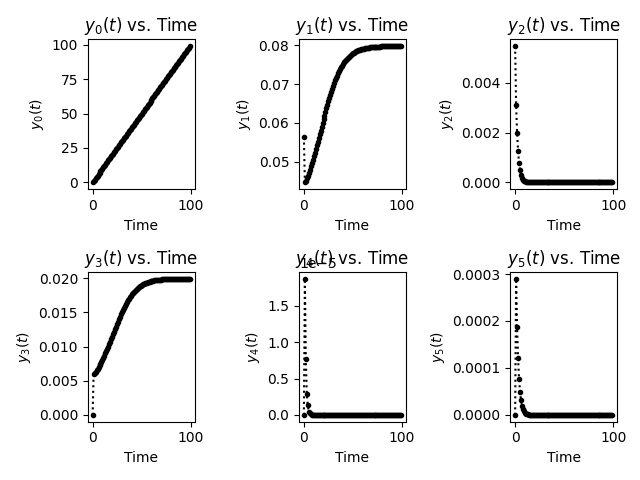 y₀(t) vs. Time
y₁(t) vs. Time
y₂(t) vs. Time
100
75
50
25
0
y₀(t)
0 100
Time
0.08
0.07
0.06
0.05
y₁(t)
0 100
Time
0.004
0.002
0.000
y₂(t)
0 100
Time
y₃(t) vs. Time
y₄(t) vs. Time
y₅(t) vs. Time
0.020
0.015
0.010
0.005
0.000
y₃(t)
0 100
Time
1e−5
1.5
1.0
0.5
0.0
y₄(t)
0 100
Time
0.0003
0.0002
0.0001
0.0000
y₅(t)
0 100
Time